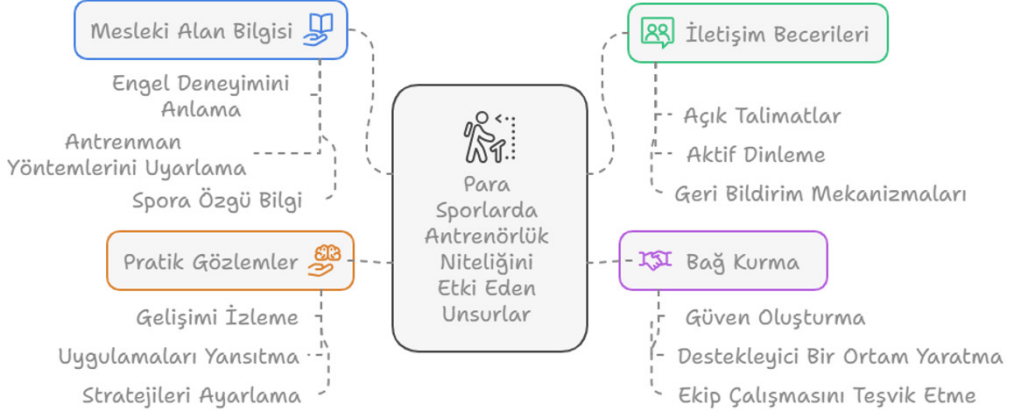 Mesleki Alan Bilgisi
Engel Deneyimini
Anlama
Antrenman
Yöntemlerini Uyarlama
Spora Özgü Bilgi
Pratik Gözlemler
Gelişimi İzleme
Uygulamaları Yansıtma
Stratejileri Ayarlama
Para
Sporlarda
Antrenörlük
Niteliğini
Etki Eden
Unsurlar
İletişim Becerileri
Açık Talimatlar
Aktif Dinleme
Geri Bildirim Mekanizmaları
Bağ Kurma
Güven Oluşturma
Destekleyici Bir Ortam Yaratma
Ekip Çalışmasını Teşvik Etme